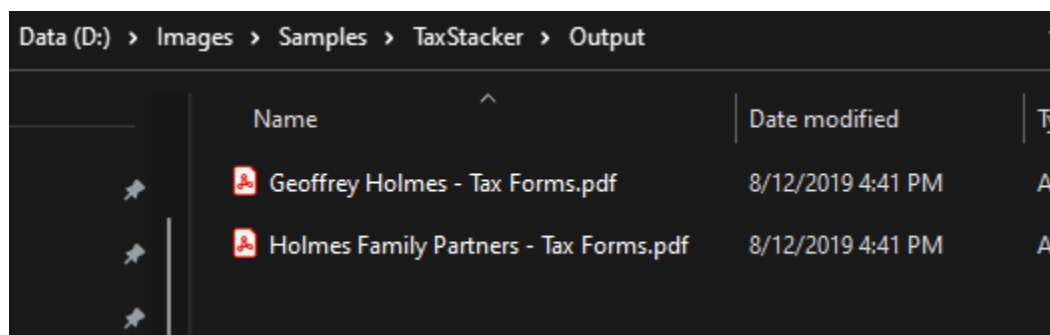 Data (D:) > Images > Samples > TaxStacker > Output
Name Date modified
Geoffrey Holmes - Tax Forms.pdf 8/12/2019 4:41 PM
Holmes Family Partners - Tax Forms.pdf 8/12/2019 4:41 PM